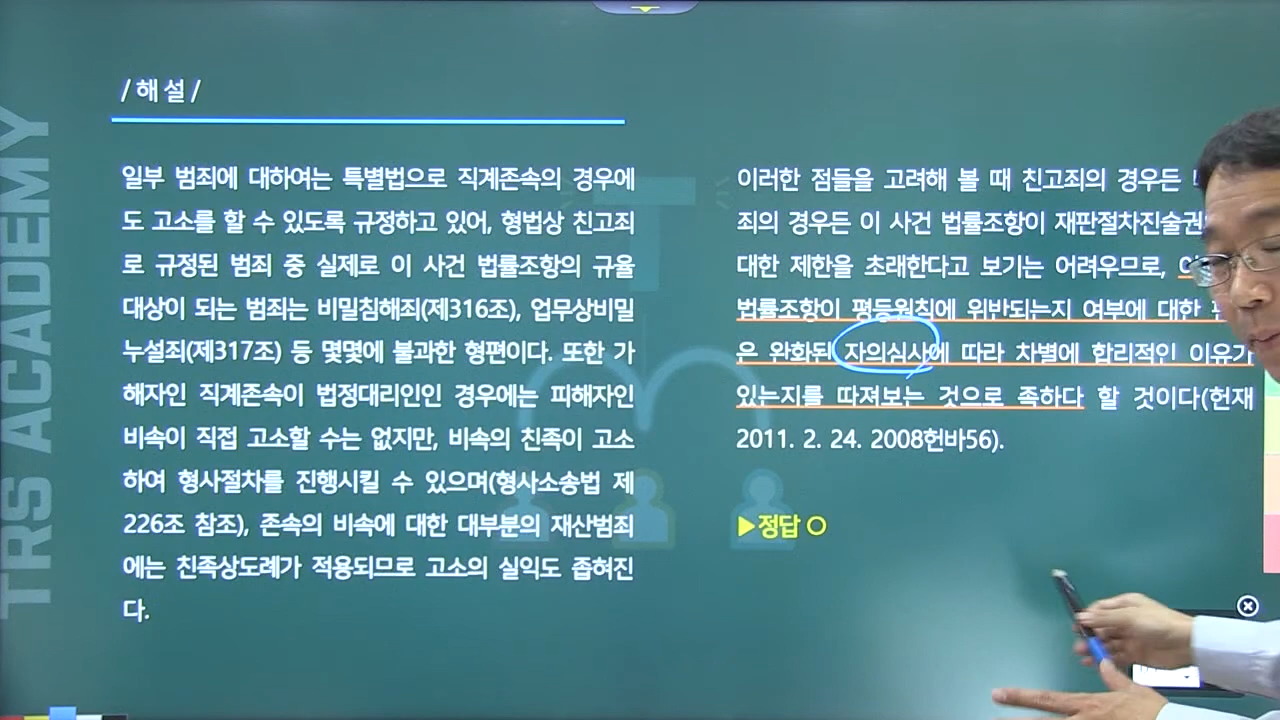 / 해 설 /
일부 범죄에 대하여는 특별법으로 직계존속의 경우에
도 고소를 할 수 있도록 규정하고 있어, 형법상 친고죄
로 규정된 범죄 중 실제로 이 사건 법률조항의 규율
대상이 되는 범죄는 비밀침해죄(제316조), 업무상비밀
누설죄(제317조) 등 몇몇에 불과한 형편이다. 또한 가
해자인 직계존속이 법정대리인인 경우에는 피해자인
비속이 직접 고소할 수는 없지만, 비속의 친족이 고소
하여 형사절차를 진행시킬 수 있으며(형사소송법 제
226조 참조), 존속의 비속에 대한 대부분의 재산범죄
에는 친족상도례가 적용되므로 고소의 실익도 좁혀진
다.
이러한 점들을 고려해 볼 때 친고죄의 경우든
죄의 경우든 이 사건 법률조항이 재판절차진술권
대한 제한을 초래한다고 보기는 어려우므로,
법률조항이 평등원칙에 위반되는지 여부에 대한
은 완화된 자의심사에 따라 차별에 합리적인 이유가
있는지를 따져보는 것으로 족하다 할 것이다(헌재
2011. 2. 24. 2008헌바56).
▶정답 O
TRS ACADEMY